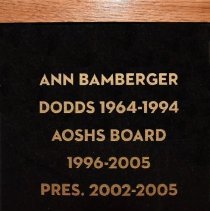 ANN BAMBERGER
DODDS 1964-1994
AOSHS BOARD
1996-2005
PRES. 2002-2005